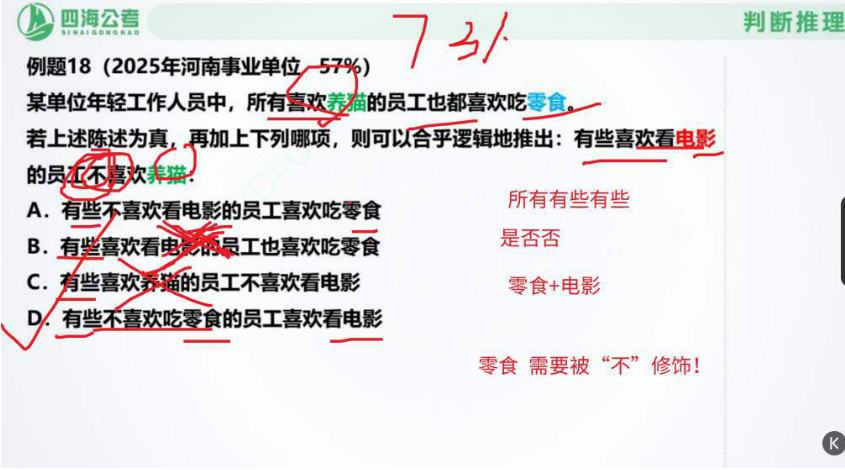 四海公考
SIHAIGONGKAO
判断推理
7 3%
例题18（2025年河南事业单位 57%）
某单位年轻工作人员中，所有喜欢养猫的员工也都喜欢吃零食。
若上述陈述为真，再加上下列哪项，则可以合乎逻辑地推出：有些喜欢看电影
的员工不喜欢养猫：
A．有些不喜欢看电影的员工喜欢吃零食
B．有些喜欢看电影的员工也喜欢吃零食
C．有些喜欢养猫的员工不喜欢看电影
D．有些不喜欢吃零食的员工喜欢看电影
所有有些有些
是否否
零食+电影
零食 需要被“不”修饰！
K